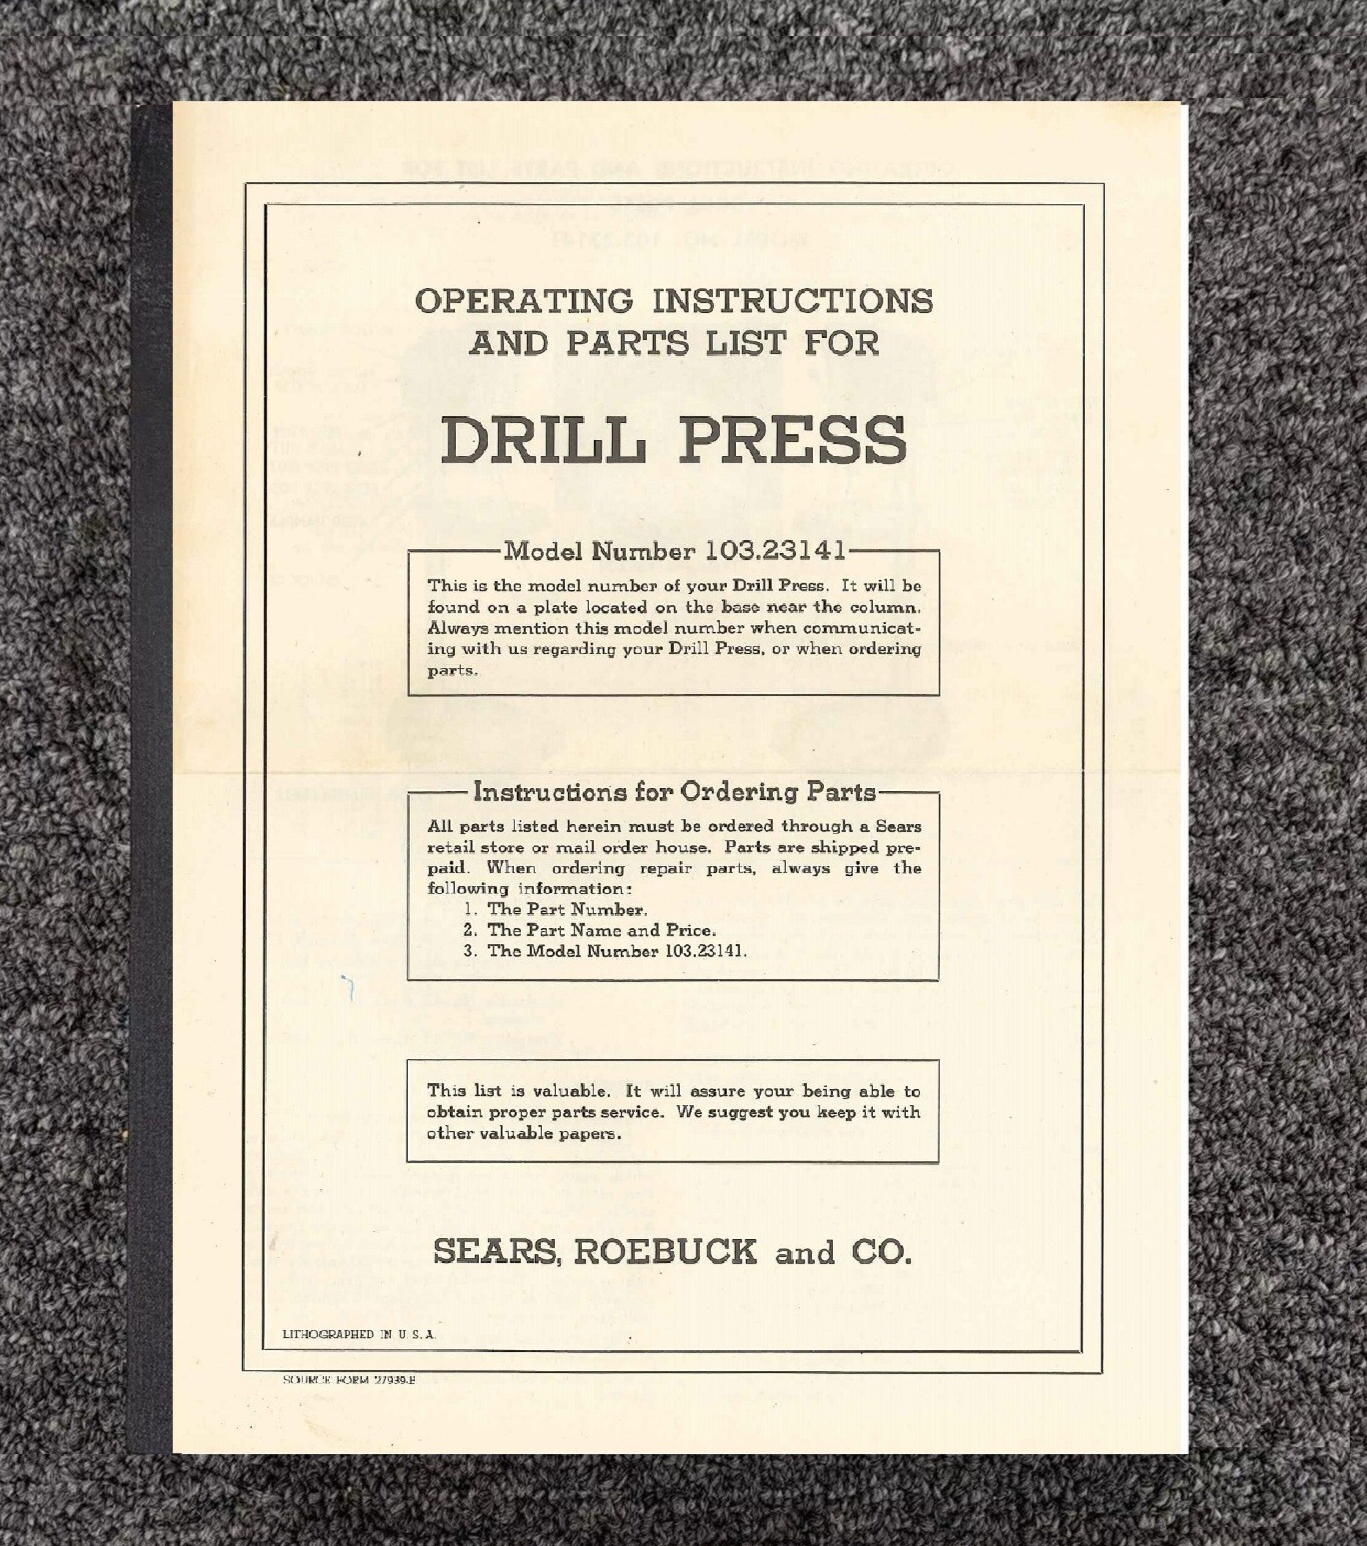 OPERATING INSTRUCTIONS
AND PARTS LIST FOR
DRILL PRESS
Model Number 103.23141
This is the model number of your Drill Press. It will be
found on a plate located on the base near the column.
Always mention this model number when communicat-
ing with us regarding your Drill Press, or when ordering
parts.
Instructions for Ordering Parts
All parts listed herein must be ordered through a Sears
retail store or mail order house. Parts are shipped pre-
paid. When ordering repair parts, always give the
following information:
1. The Part Number.
2. The Part Name and Price.
3. The Model Number 103.23141.
This list is valuable. It will assure your being able to
obtain proper parts service. We suggest you keep it with
other valuable papers.
SEARS, ROEBUCK and CO.
LITHOGRAPHED IN U. S. A.
SOURCE FORM 27939-E